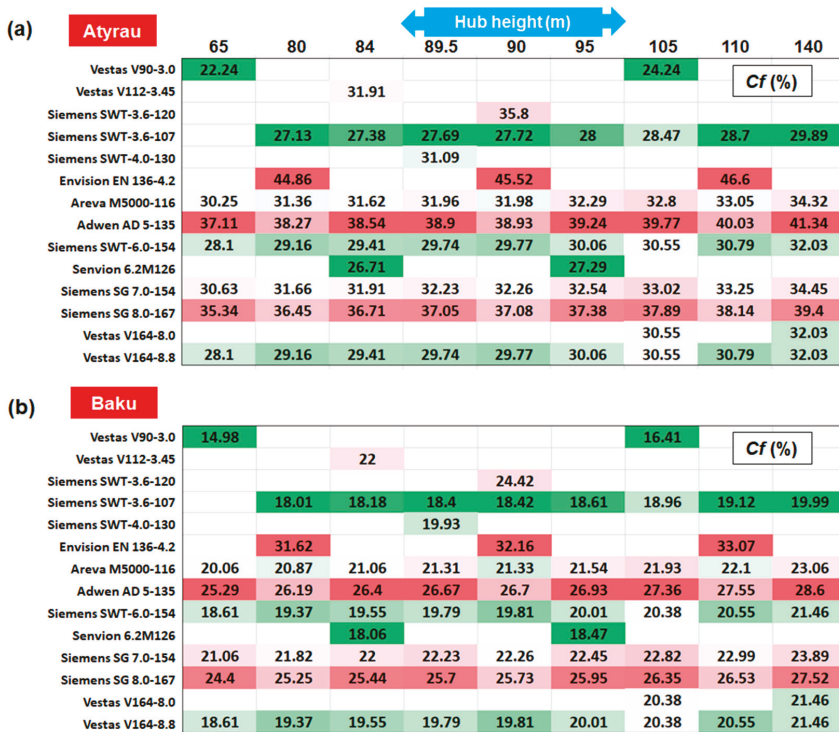 Hub height (m)
(a) Atyrau
65 80 84 89.5 90 95 105 110 140
Vestas V90-3.0 22.24 24.24
Cf (%)
Vestas V112-3.45 31.91
Siemens SWT-3.6-120 35.8
Siemens SWT-3.6-107 27.13 27.38 27.69 27.72 28 28.47 28.7 29.89
Siemens SWT-4.0-130 31.09
Envision EN 136-4.2 44.86 45.52 46.6
Areva M5000-116 30.25 31.36 31.62 31.96 31.98 32.29 32.8 33.05 34.32
Adwen AD 5-135 37.11 38.27 38.54 38.9 38.93 39.24 39.77 40.03 41.34
Siemens SWT-6.0-154 28.1 29.16 29.41 29.74 29.77 30.06 30.55 30.79 32.03
Senvion 6.2M126 26.71 27.29
Siemens SG 7.0-154 30.63 31.66 31.91 32.23 32.26 32.54 33.02 33.25 34.45
Siemens SG 8.0-167 35.34 36.45 36.71 37.05 37.08 37.38 37.89 38.14 39.4
Vestas V164-8.0 30.55 32.03
Vestas V164-8.8 28.1 29.16 29.41 29.74 29.77 30.06 30.55 30.79 32.03
(b) Baku
Vestas V90-3.0 14.98 16.41
Cf (%)
Vestas V112-3.45 22
Siemens SWT-3.6-120 24.42
Siemens SWT-3.6-107 18.01 18.18 18.4 18.42 18.61 18.96 19.12 19.99
Siemens SWT-4.0-130 19.93
Envision EN 136-4.2 31.62 32.16 33.07
Areva M5000-116 20.06 20.87 21.06 21.31 21.33 21.54 21.93 22.1 23.06
Adwen AD 5-135 25.29 26.19 26.4 26.67 26.7 26.93 27.36 27.55 28.6
Siemens SWT-6.0-154 18.61 19.37 19.55 19.79 19.81 20.01 20.38 20.55 21.46
Senvion 6.2M126 18.06 18.47
Siemens SG 7.0-154 21.06 21.82 22 22.23 22.26 22.45 22.82 22.99 23.89
Siemens SG 8.0-167 24.4 25.25 25.44 25.7 25.73 25.95 26.35 26.53 27.52
Vestas V164-8.0 20.38 21.46
Vestas V164-8.8 18.61 19.37 19.55 19.79 19.81 20.01 20.38 20.55 21.46